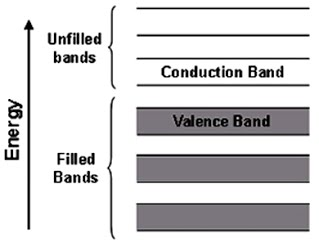 Energy
Unfilled
bands
Conduction Band
Valence Band
Filled
Bands